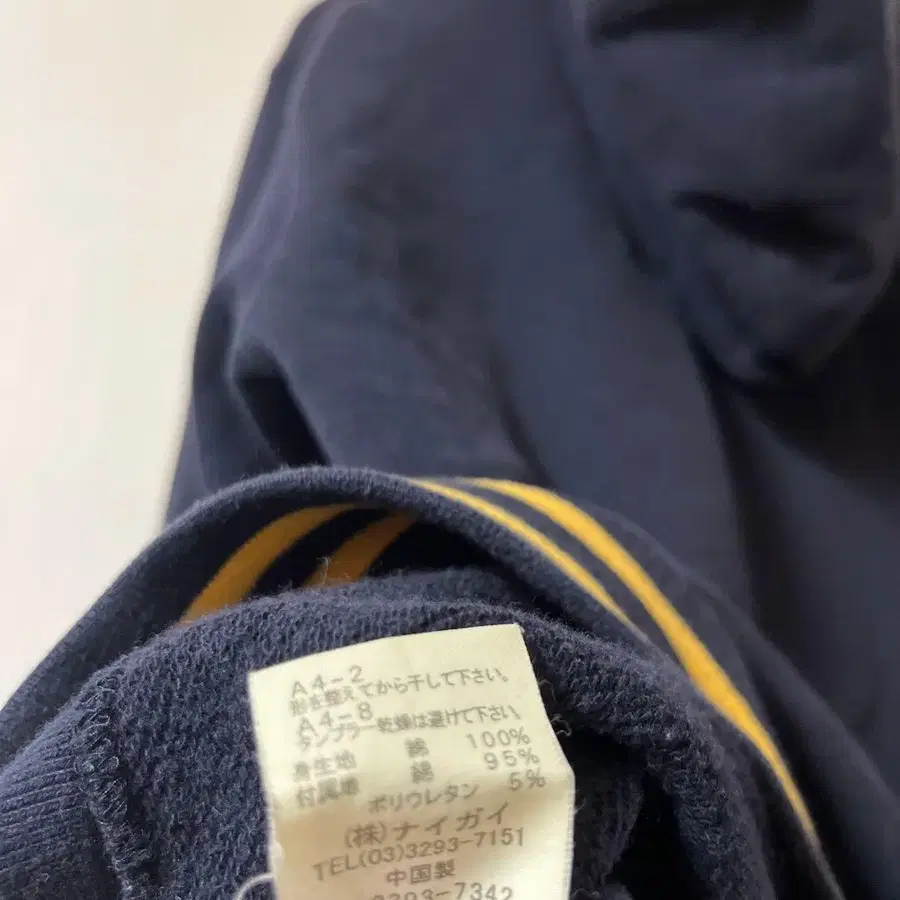 A4-2
形を整えてから干して下さい。
A4-8
タンブラー乾燥は避けて下さい。
身生地 綿 100%
付属地 綿 95%
ポリウレタン 5%
(株)ナイガイ
TEL(03)3293-7151
中国製
3293-7342